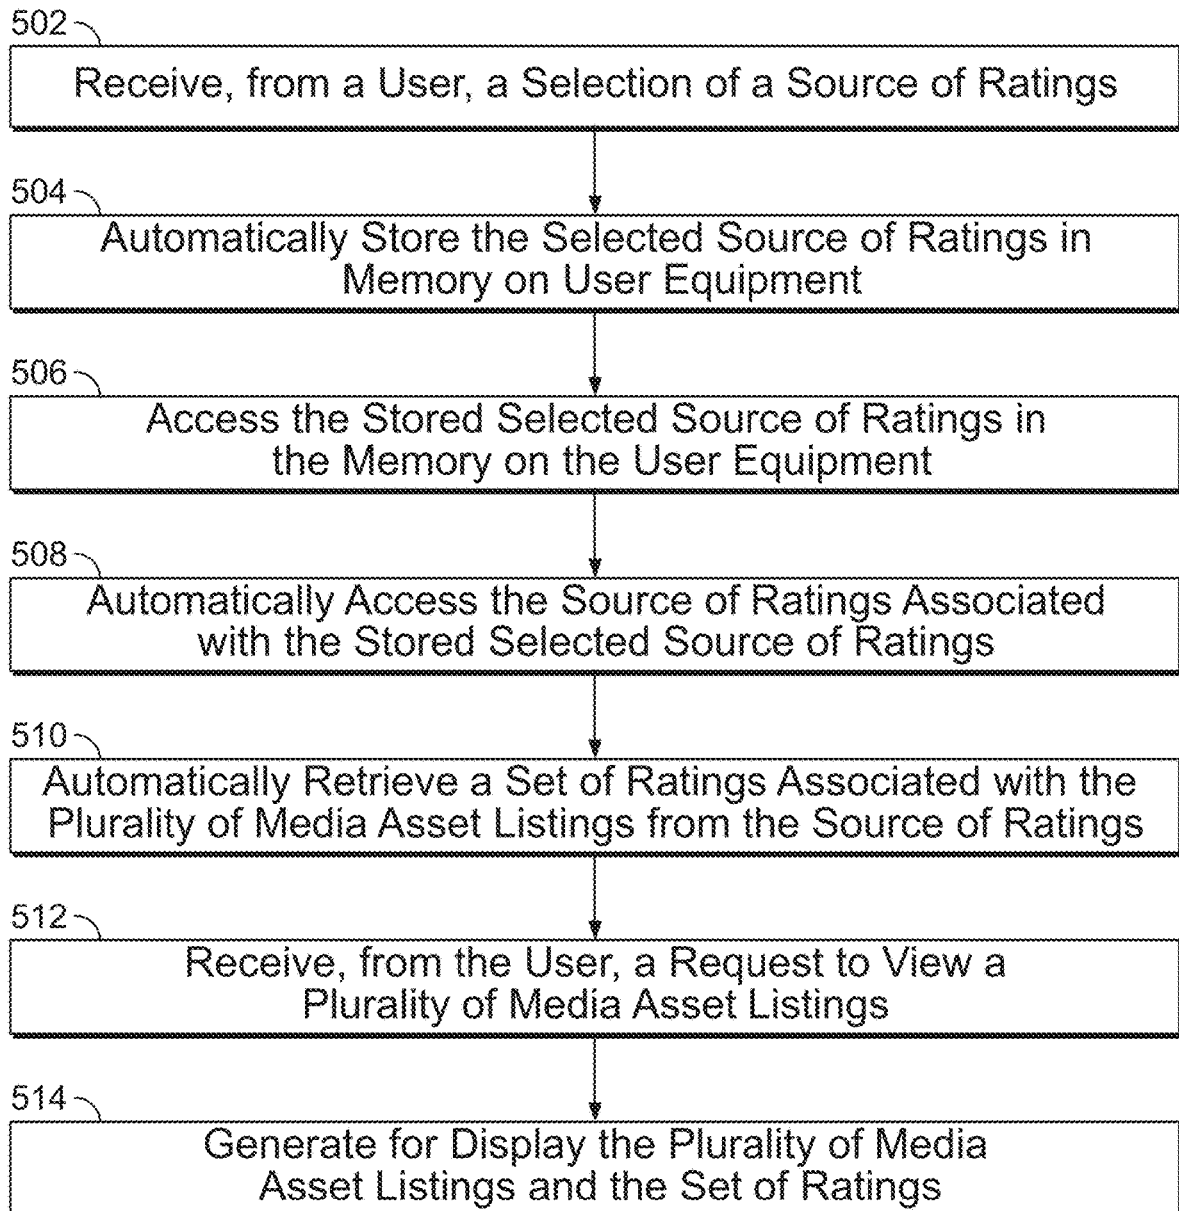 502
Receive, from a User, a Selection of a Source of Ratings
504
Automatically Store the Selected Source of Ratings in
Memory on User Equipment
506
Access the Stored Selected Source of Ratings in
the Memory on the User Equipment
508
Automatically Access the Source of Ratings Associated
with the Stored Selected Source of Ratings
510
Automatically Retrieve a Set of Ratings Associated with the
Plurality of Media Asset Listings from the Source of Ratings
512
Receive, from the User, a Request to View a
Plurality of Media Asset Listings
514
Generate for Display the Plurality of Media
Asset Listings and the Set of Ratings